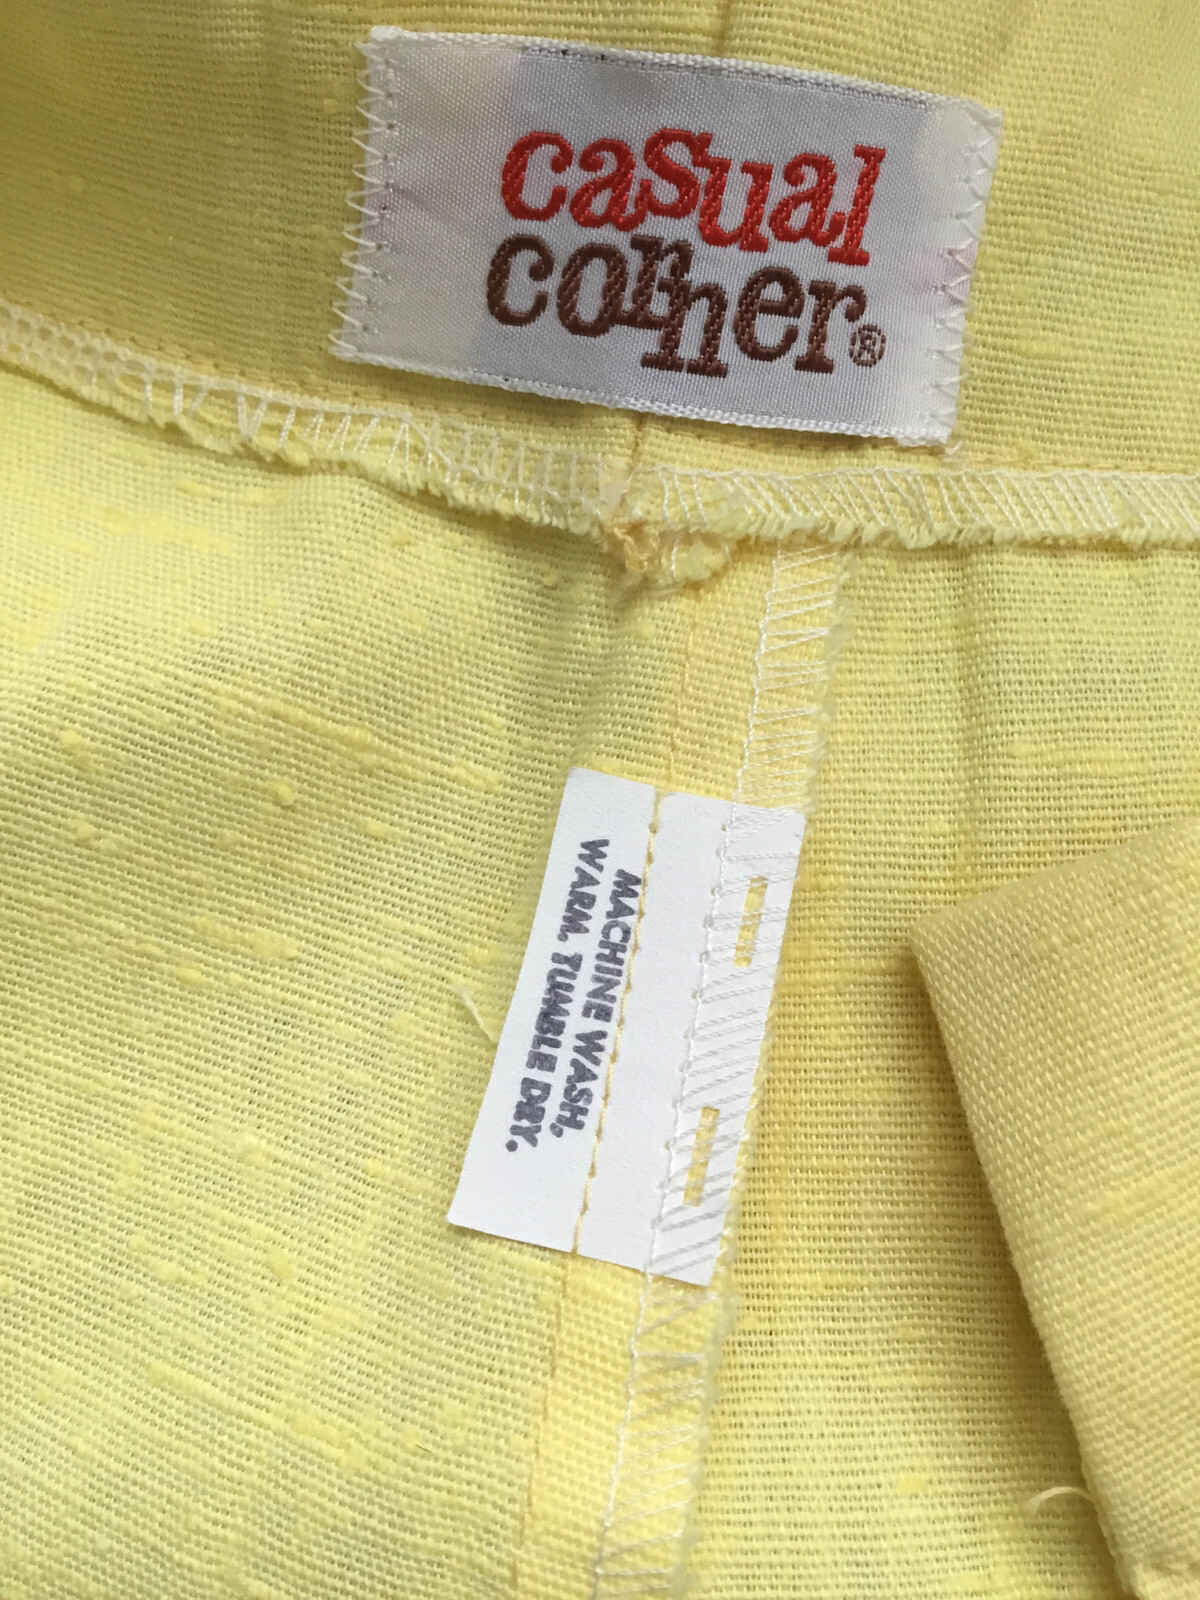 casual
corner®
MACHINE WASH,
WARM. TUMBLE DRY.